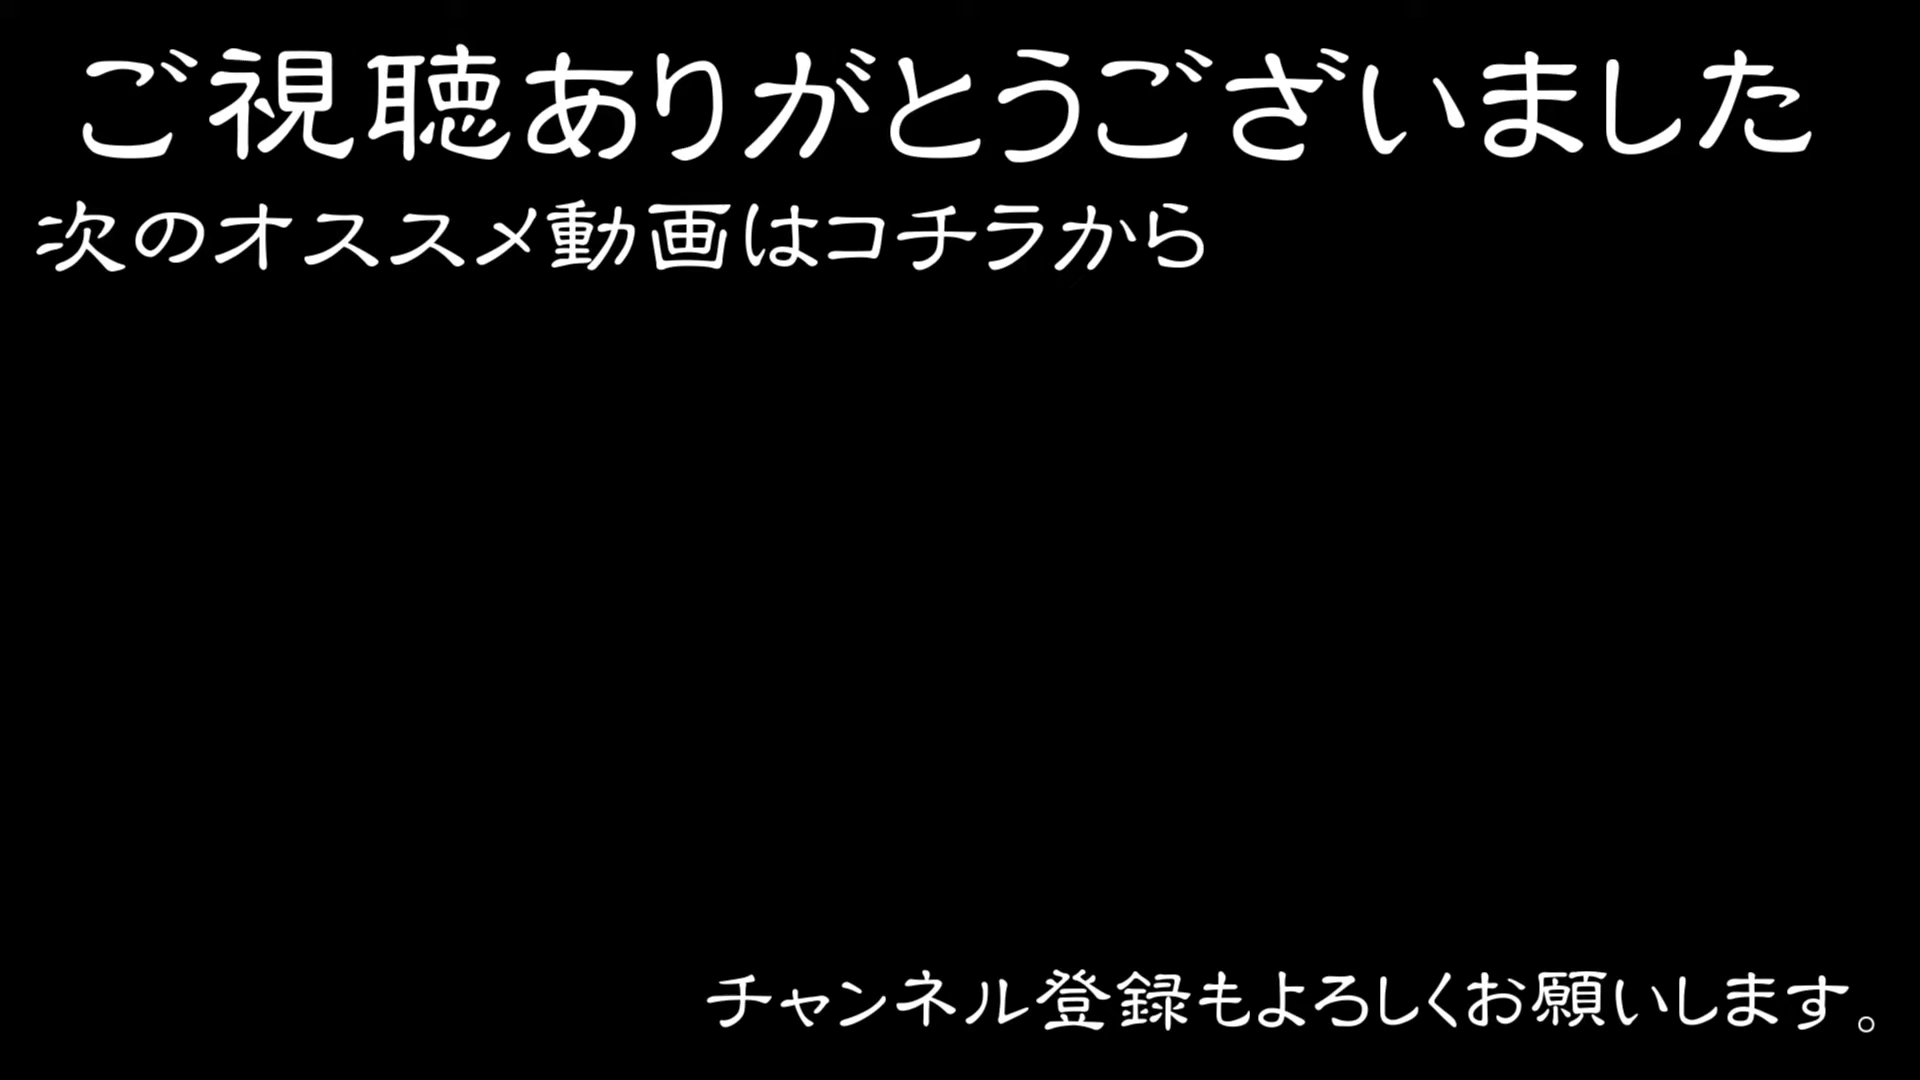 ご視聴ありがとうございました
次のオススメ動画はコチラから
チャンネル登録もよろしくお願いします。